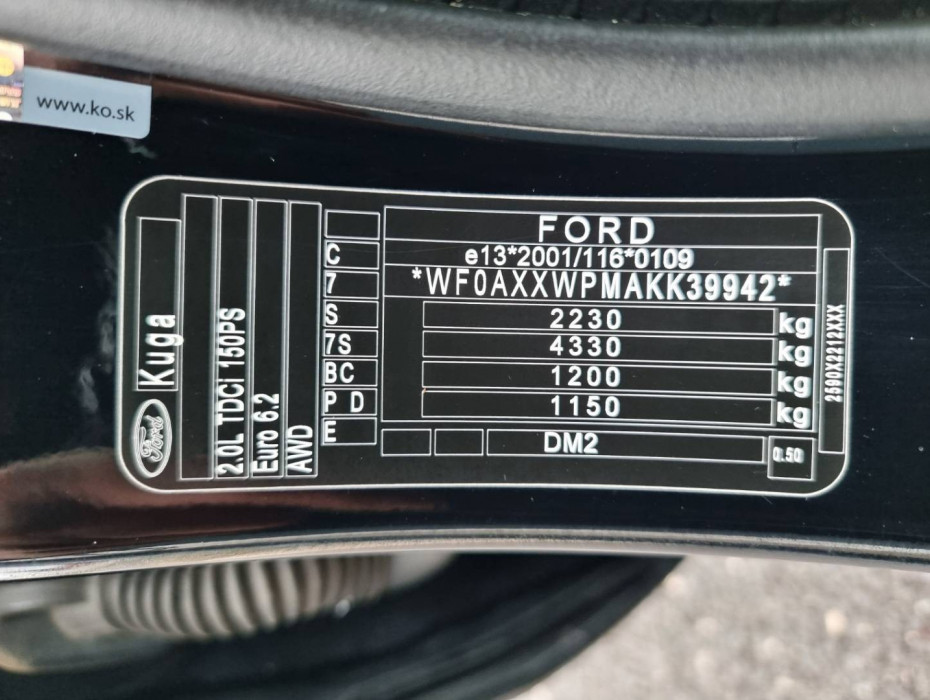 www.ko.sk
Kuga
Ford
2.0L TDCi 150PS
Euro 6.2
AWD
C
7
S
7S
BC
P D
E
FORD
e13*2001/116*0109
*WF0AXXWPMAKK39942*
2230 kg
4330 kg
1200 kg
1150 kg
DM2
0.50
2590X2212XXX